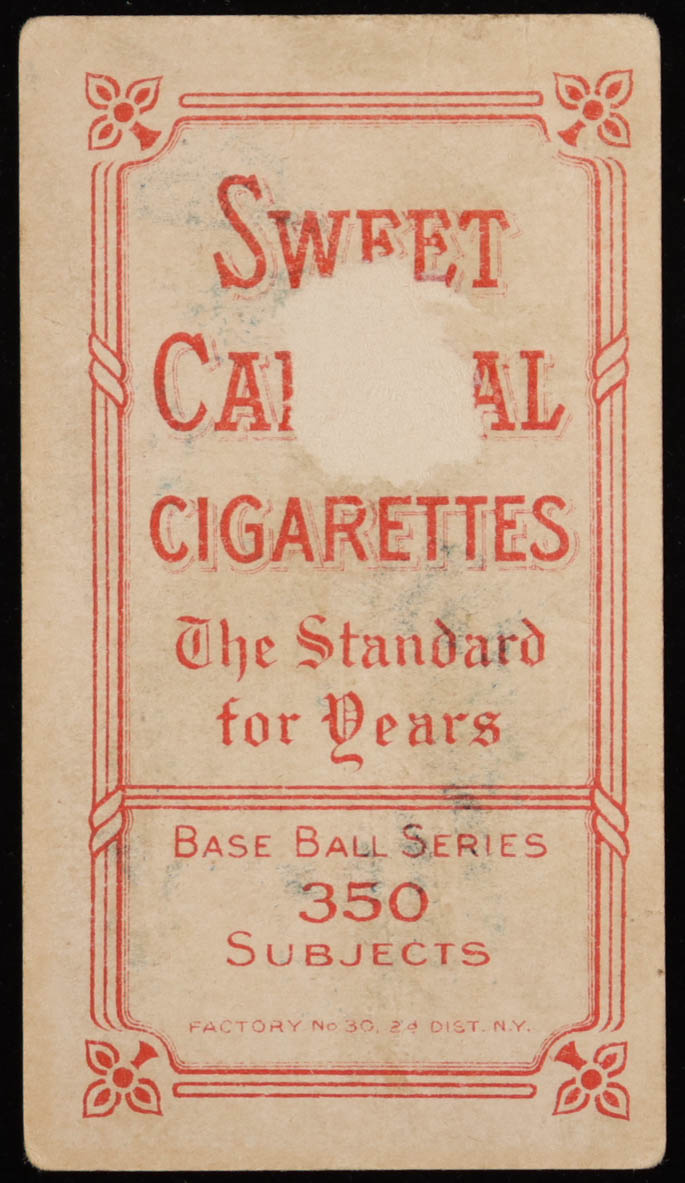 SWEET
CIGARETTES
The Standard
for Years
BASE BALL SERIES
350
SUBJECTS
FACTORY No 30, 2d DIST. N.Y.